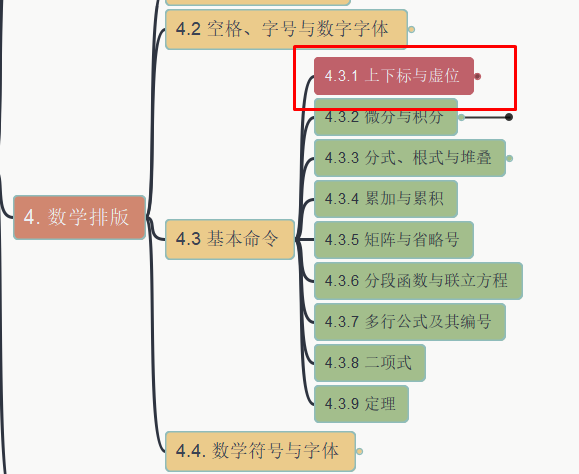 4.2 空格、字号与数字字体
4.3.1 上下标与虚位
4.3.2 微分与积分
4.3.3 分式、根式与堆叠
4.3.4 累加与累积
4. 数学排版
4.3 基本命令
4.3.5 矩阵与省略号
4.3.6 分段函数与联立方程
4.3.7 多行公式及其编号
4.3.8 二项式
4.3.9 定理
4.4. 数学符号与字体